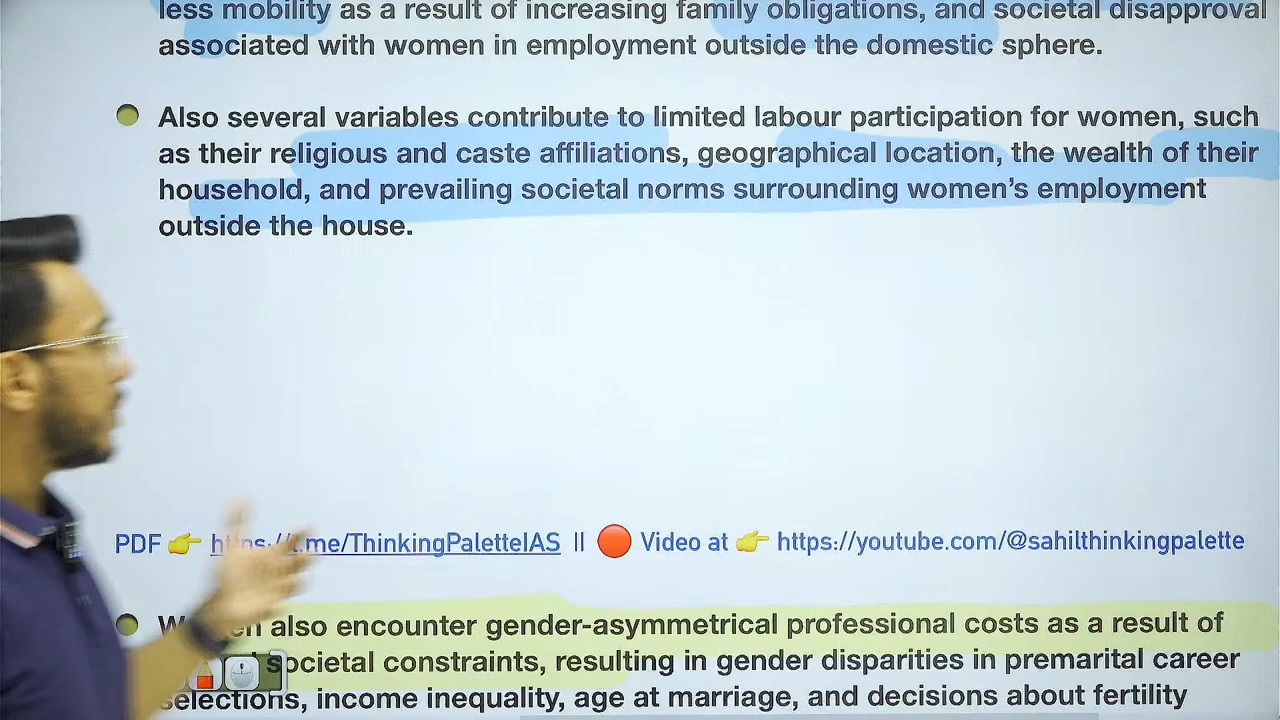 less mobility as a result of increasing family obligations, and societal disapproval
associated with women in employment outside the domestic sphere.
Also several variables contribute to limited labour participation for women, such
as their religious and caste affiliations, geographical location, the wealth of their
household, and prevailing societal norms surrounding women's employment
outside the house.
PDF 👉 https://t.me/ThinkingPaletteIAS || 🔴 Video at 👉 https://youtube.com/@sahilthinkingpalette
also encounter gender-asymmetrical professional costs as a result of
societal constraints, resulting in gender disparities in premarital career
selections, income inequality, age at marriage, and decisions about fertility